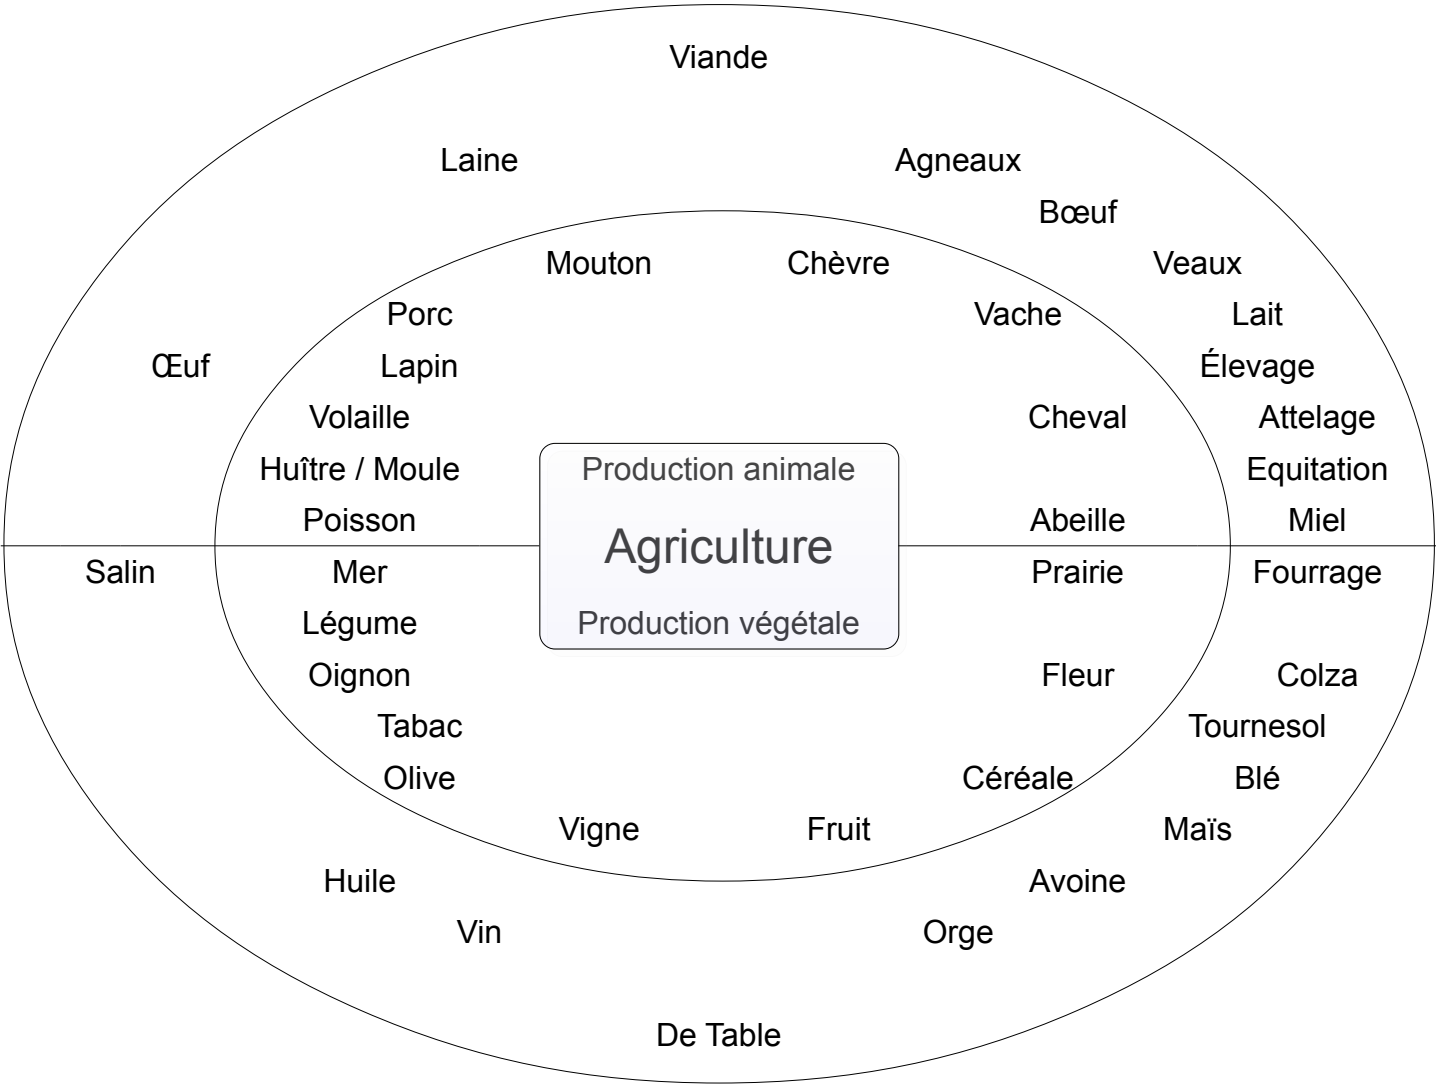 Viande
Laine Agneaux
Bœuf
Mouton Chèvre Veaux
Porc Vache Lait
Œuf Lapin Élevage
Volaille Cheval Attelage
Huître / Moule Production animale Equitation
Poisson Abeille Miel
Agriculture
Salin Mer Prairie Fourrage
Légume Production végétale
Oignon Fleur Colza
Tabac Tournesol
Olive Céréale Blé
Vigne Fruit Maïs
Huile Avoine
Vin Orge
De Table